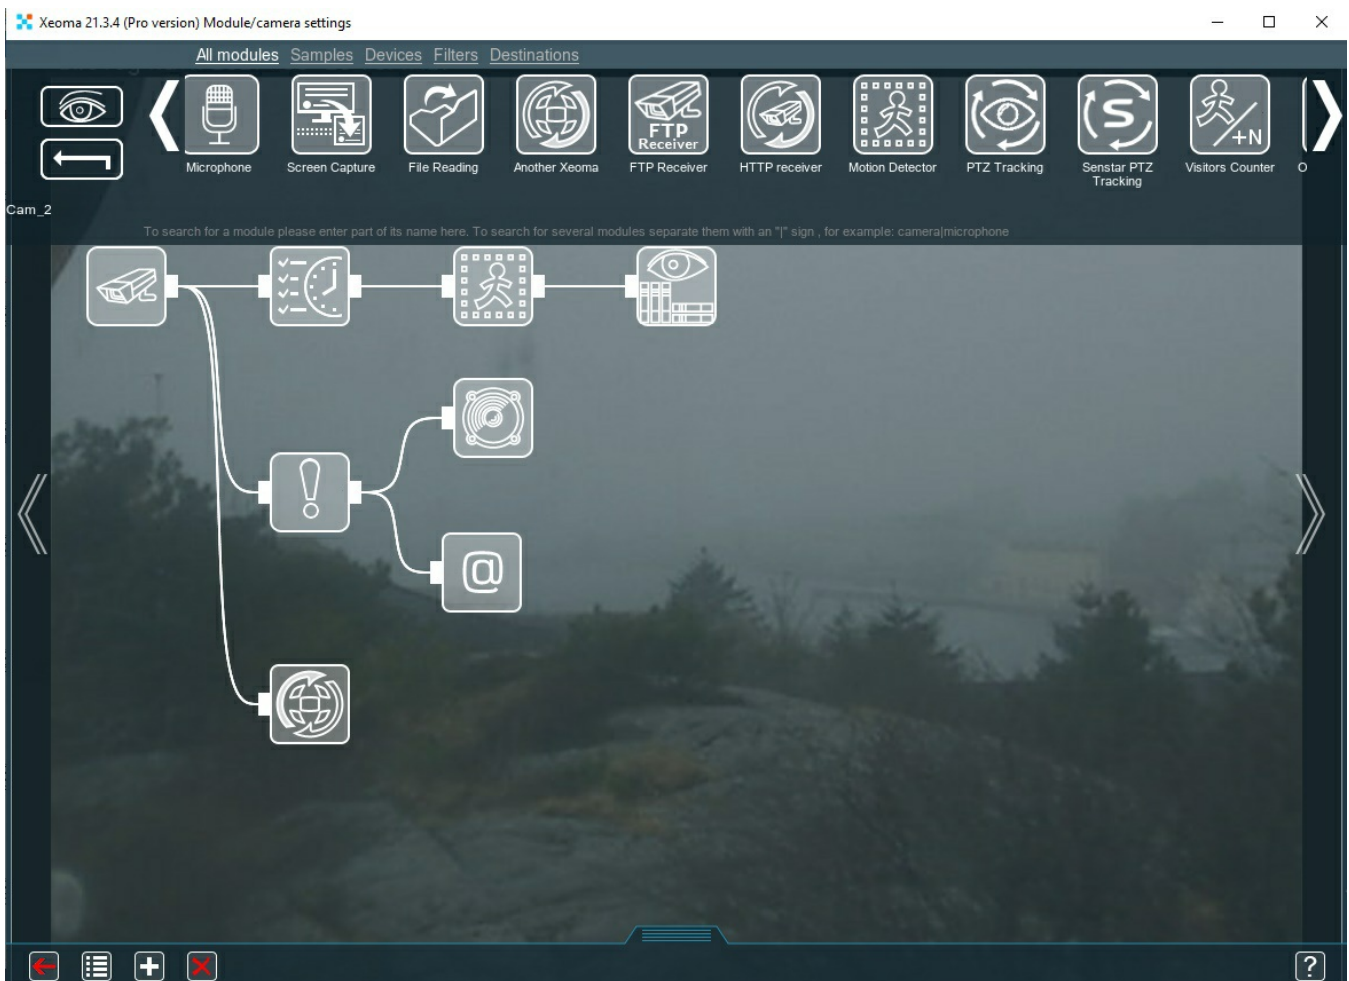 Xeoma 21.3.4 (Pro version) Module/camera settings
All modules Samples Devices Filters Destinations
FTP
Receiver
S
+N
Microphone Screen Capture File Reading Another Xeoma FTP Receiver HTTP receiver Motion Detector PTZ Tracking Senstar PTZ Visitors Counter
Tracking
Cam_2
To search for a module please enter part of its name here. To search for several modules separate them with an "|" sign , for example: camera|microphone
!
@
?